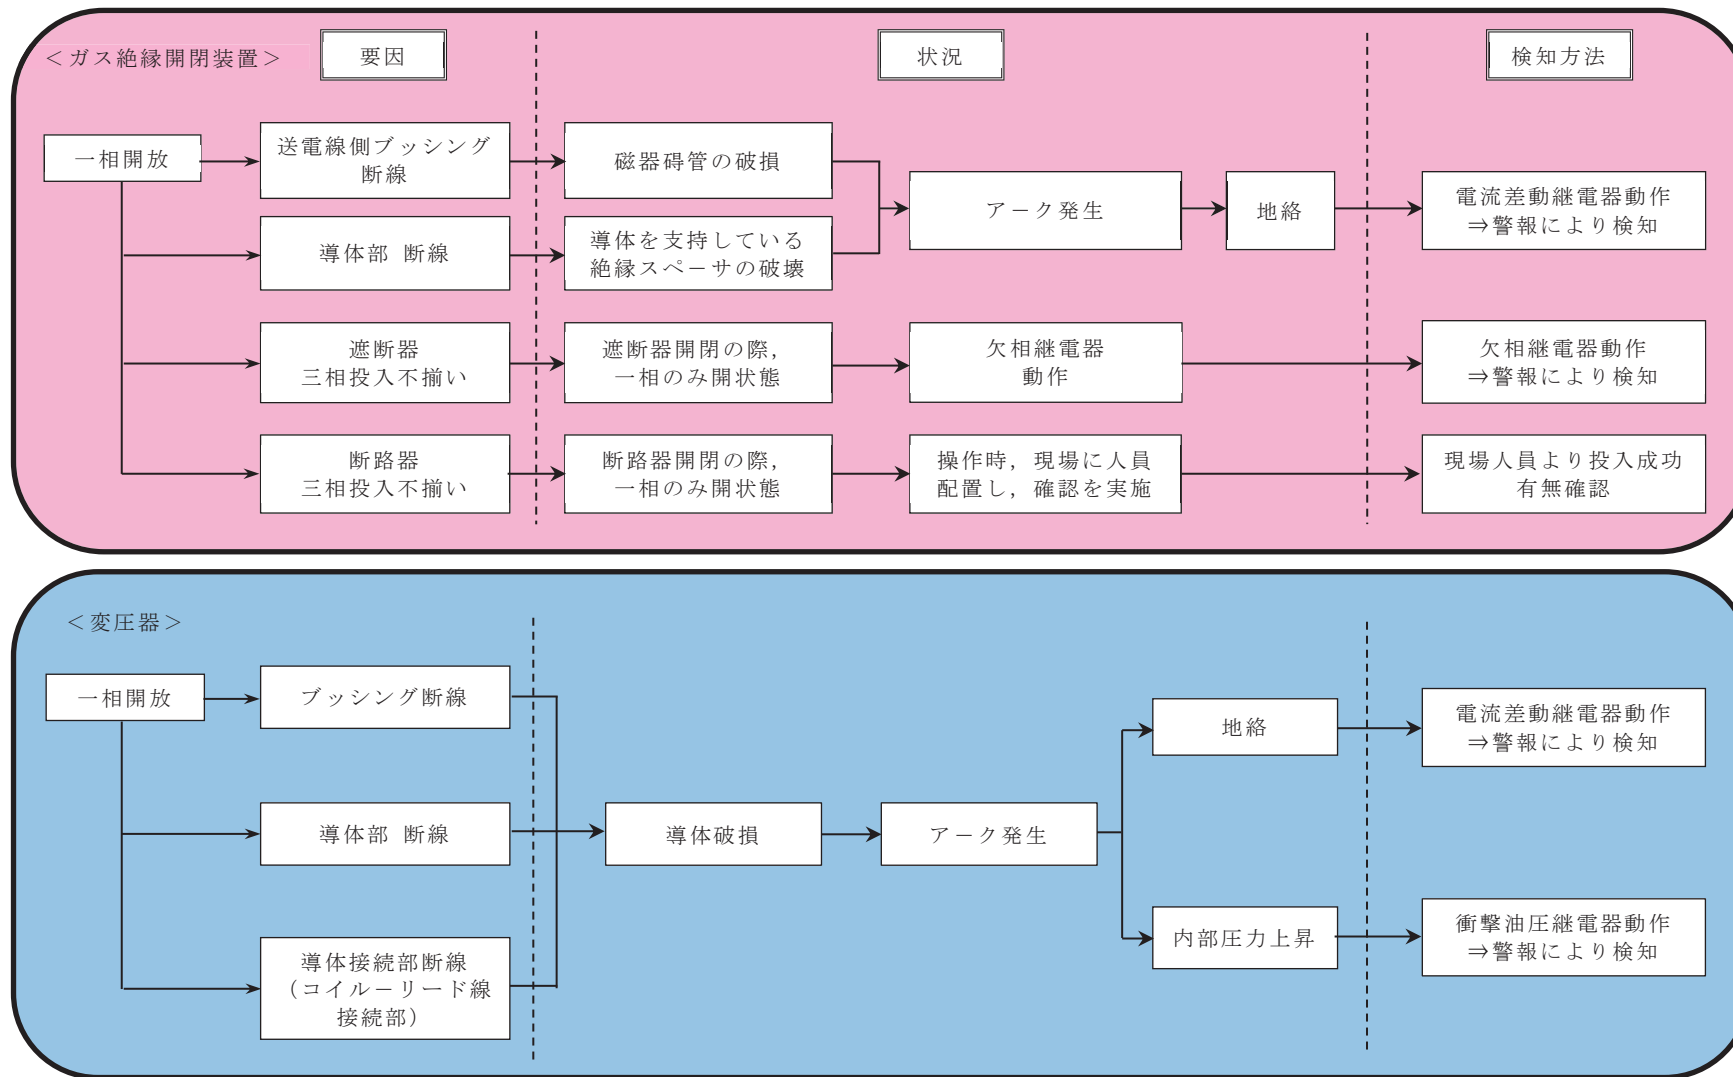 ＜ガス絶縁開閉装置＞
要因
状況
検知方法
一相開放
送電線側ブッシング
断線
磁器碍管の破損
導体部 断線
導体を支持している
絶縁スペーサの破壊
アーク発生
地絡
電流差動継電器動作
⇒警報により検知
遮断器
三相投入不揃い
遮断器開閉の際，
一相のみ開状態
欠相継電器
動作
欠相継電器動作
⇒警報により検知
断路器
三相投入不揃い
断路器開閉の際，
一相のみ開状態
操作時，現場に人員
配置し，確認を実施
現場人員より投入成功
有無確認
＜変圧器＞
一相開放
ブッシング断線
導体部 断線
導体接続部断線
（コイル－リード線
接続部）
導体破損
アーク発生
地絡
電流差動継電器動作
⇒警報により検知
内部圧力上昇
衝撃油圧継電器動作
⇒警報により検知